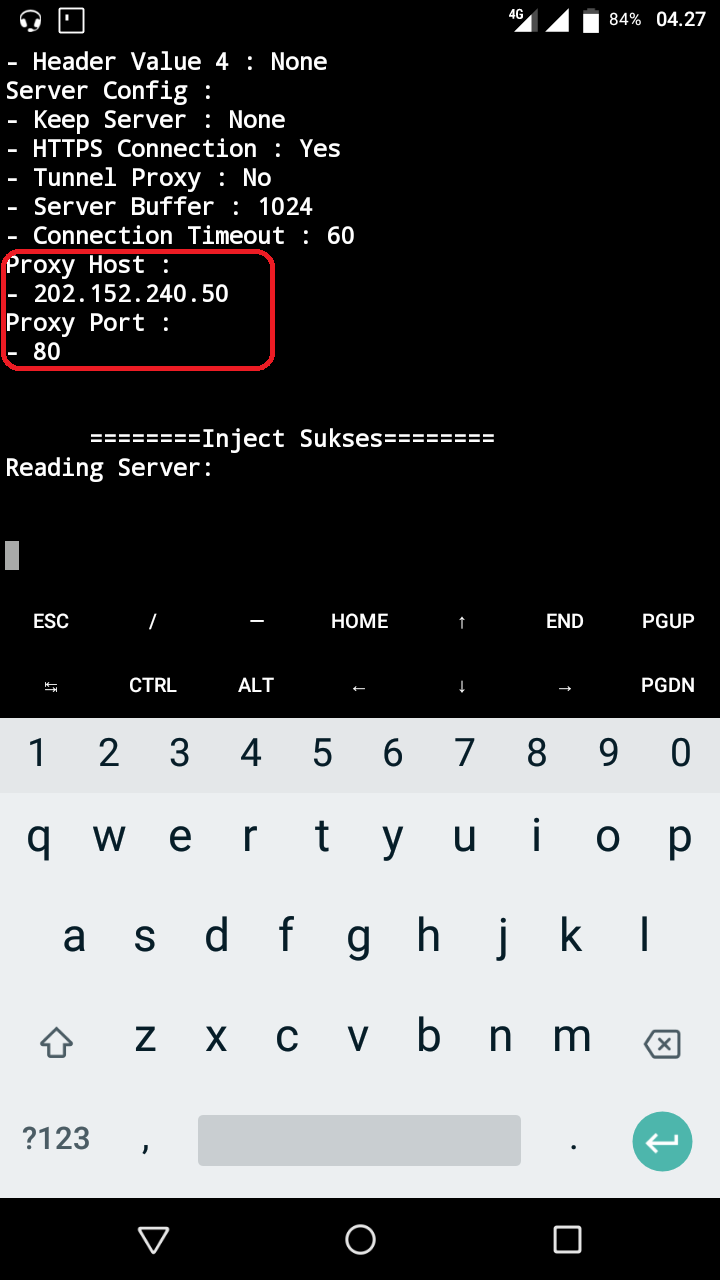 4G 84% 04.27
- Header Value 4 : None
Server Config :
- Keep Server : None
- HTTPS Connection : Yes
- Tunnel Proxy : No
- Server Buffer : 1024
- Connection Timeout : 60
Proxy Host :
- 202.152.240.50
Proxy Port :
- 80
========Inject Sukses========
Reading Server:
ESC / — HOME ↑ END PGUP
↹ CTRL ALT ← ↓ → PGDN
1 2 3 4 5 6 7 8 9 0
q w e r t y u i o p
a s d f g h j k l
z x c v b n m
?123 , .